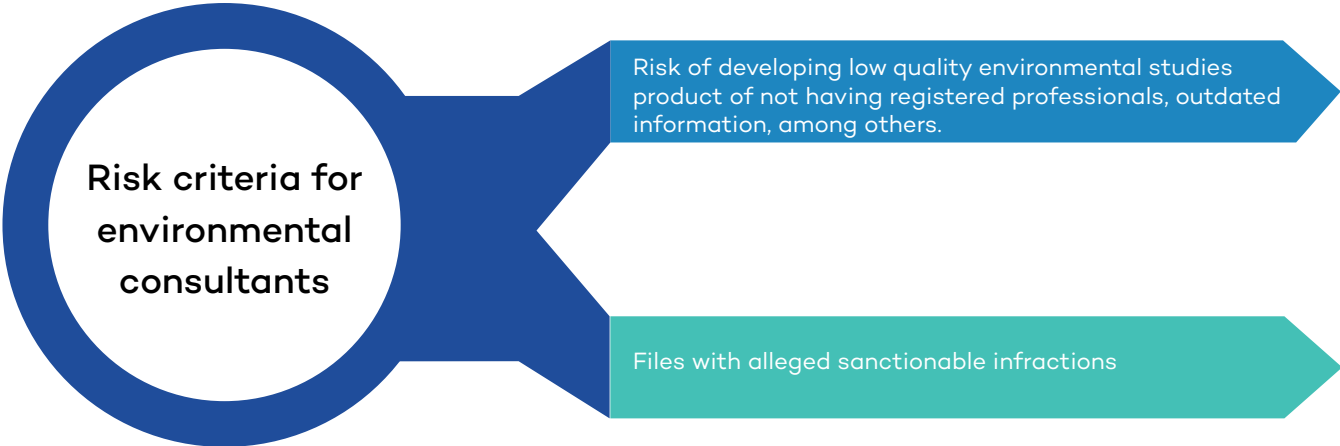 Risk criteria for
environmental
consultants
Risk of developing low quality environmental studies
product of not having registered professionals, outdated
information, among others.
Files with alleged sanctionable infractions